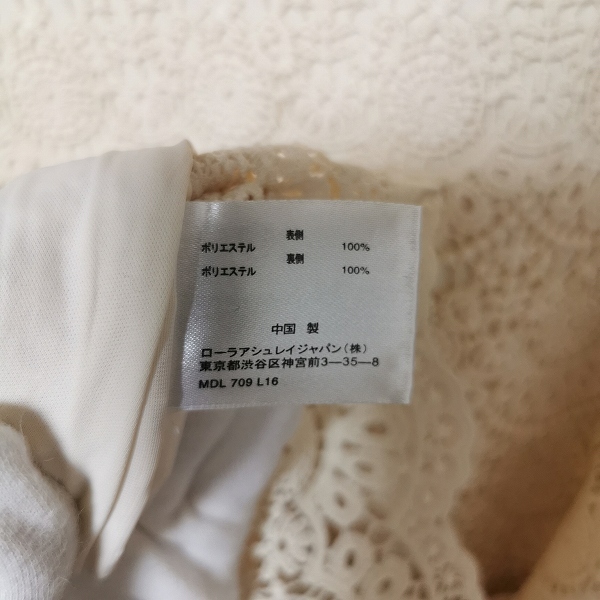 表側
ポリエステル 100%
裏側
ポリエステル 100%
中国 製
ローラアシュレイジャパン(株)
東京都渋谷区神宮前3—35—8
MDL 709 L16